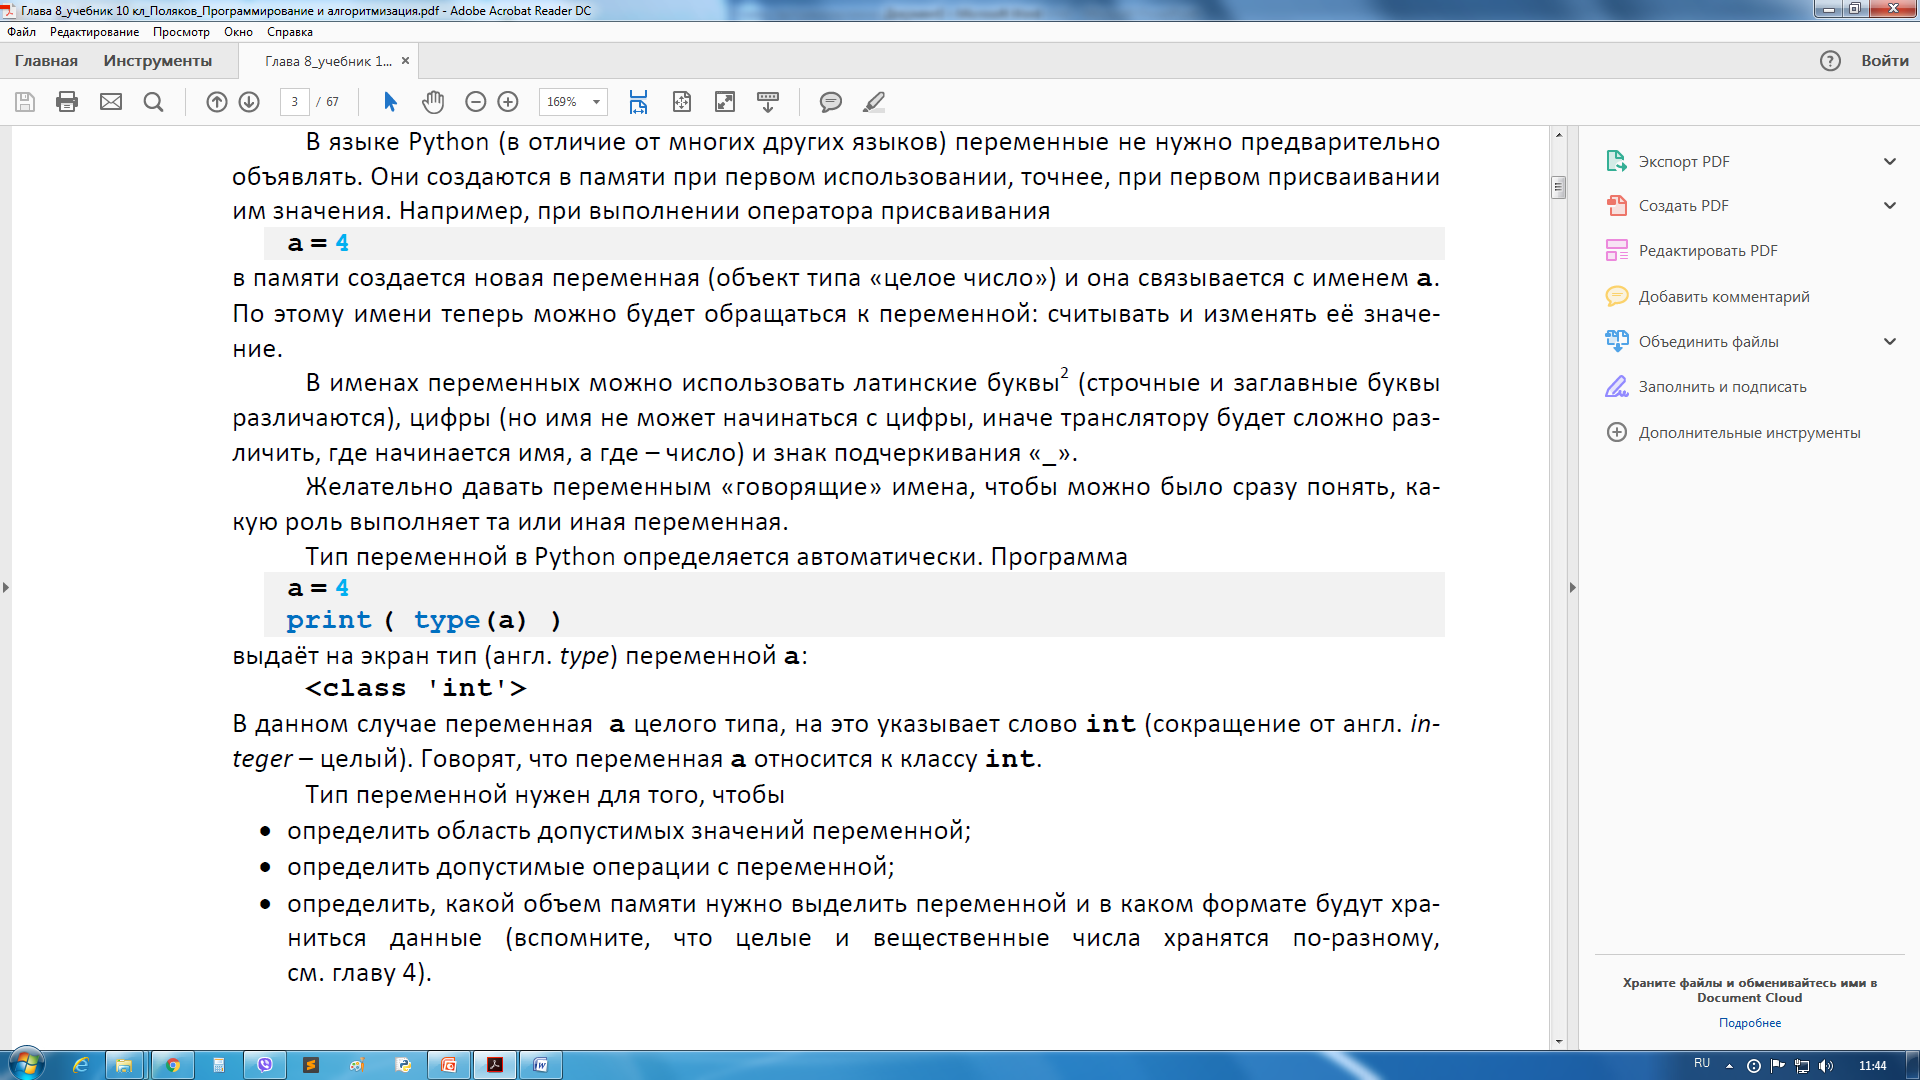 Глава 8_учебник 10 кл_Поляков_Программирование и алгоритмизация.pdf - Adobe Acrobat Reader DC
Файл Редактирование Просмотр Окно Справка
Главная Инструменты Глава 8_учебник 1... × ? Войти
3 / 67 169%
В языке Python (в отличие от многих других языков) переменные не нужно предварительно
объявлять. Они создаются в памяти при первом использовании, точнее, при первом присваивании
им значения. Например, при выполнении оператора присваивания
a = 4
в памяти создается новая переменная (объект типа «целое число») и она связывается с именем a.
По этому имени теперь можно будет обращаться к переменной: считывать и изменять её значе-
ние.
В именах переменных можно использовать латинские буквы2 (строчные и заглавные буквы
различаются), цифры (но имя не может начинаться с цифры, иначе транслятору будет сложно раз-
личить, где начинается имя, а где – число) и знак подчеркивания «_».
Желательно давать переменным «говорящие» имена, чтобы можно было сразу понять, ка-
кую роль выполняет та или иная переменная.
Тип переменной в Python определяется автоматически. Программа
a = 4
print ( type(a) )
выдаёт на экран тип (англ. type) переменной a:
<class 'int'>
В данном случае переменная a целого типа, на это указывает слово int (сокращение от англ. in-
teger – целый). Говорят, что переменная a относится к классу int.
Тип переменной нужен для того, чтобы
• определить область допустимых значений переменной;
• определить допустимые операции с переменной;
• определить, какой объем памяти нужно выделить переменной и в каком формате будут хра-
ниться данные (вспомните, что целые и вещественные числа хранятся по-разному,
см. главу 4).
Экспорт PDF
Создать PDF
Редактировать PDF
Добавить комментарий
Объединить файлы
Заполнить и подписать
Дополнительные инструменты
Храните файлы и обменивайтесь ими в
Document Cloud
Подробнее
RU 11:44